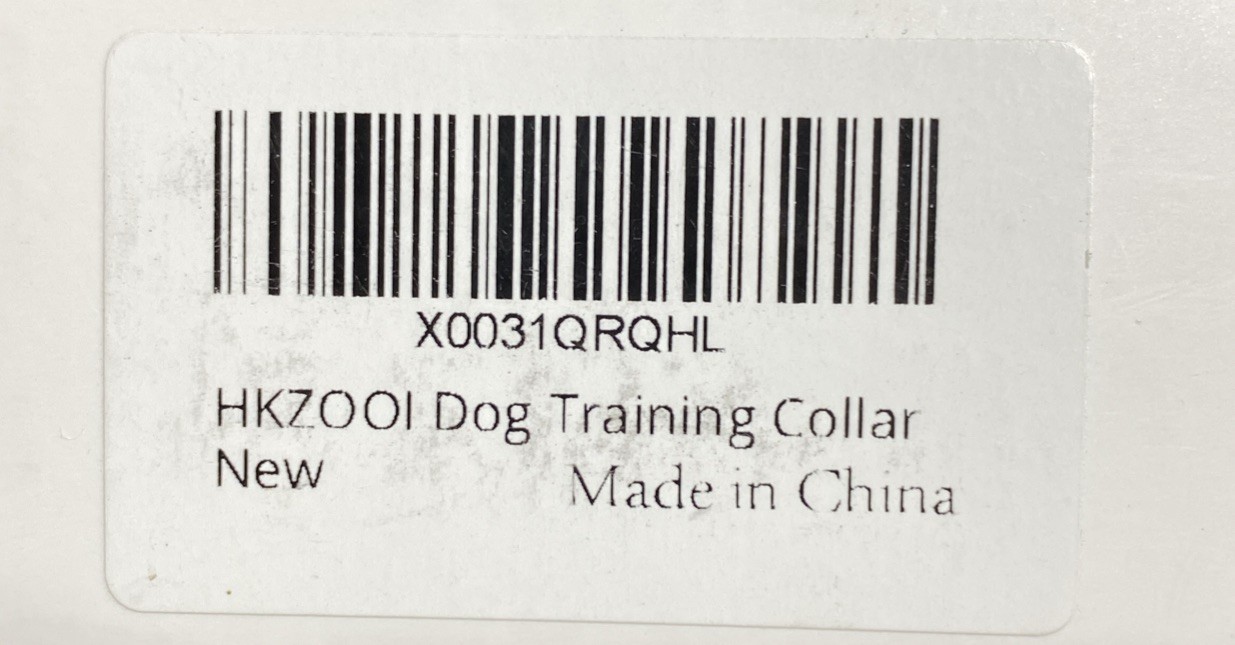 X0031QRQHL
HKZOOI Dog Training Collar
New
Made in China